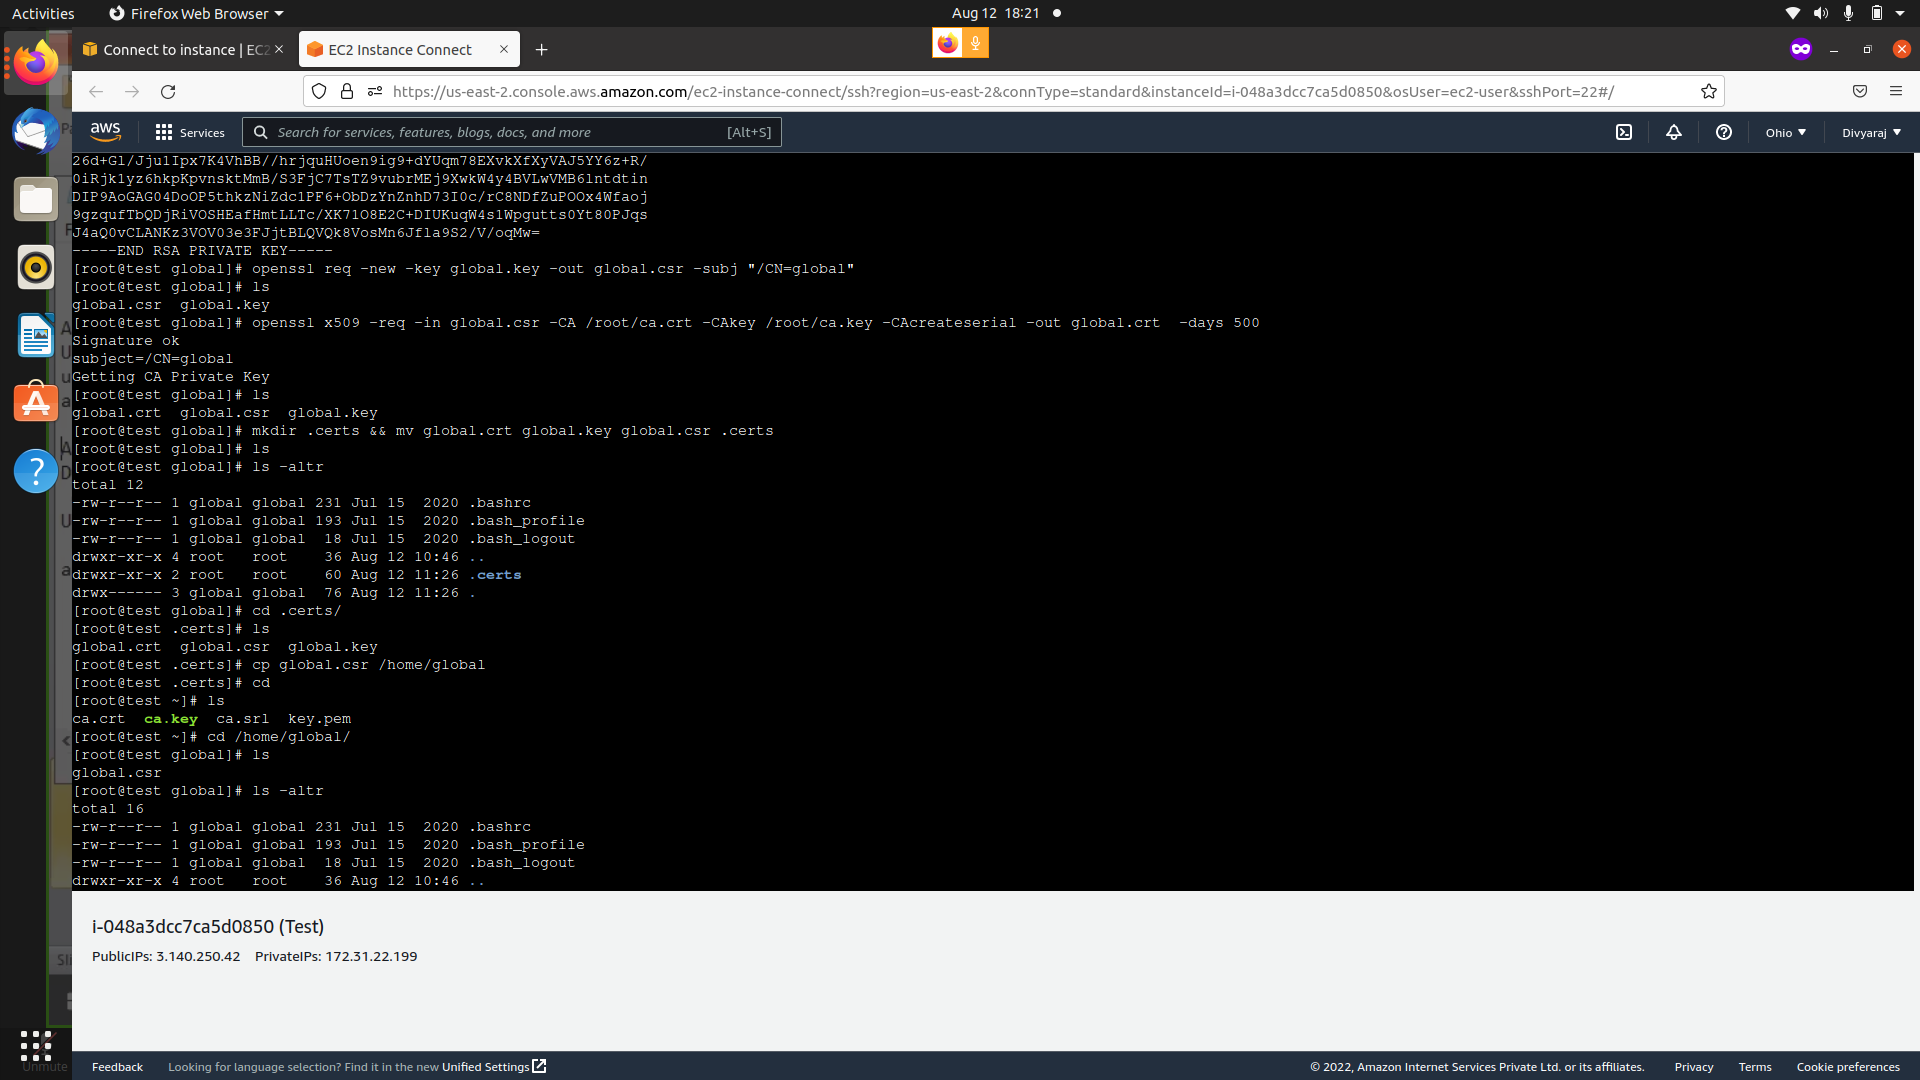 Activities
Firefox Web Browser
Aug 12 18:21
Connect to instance | EC2
EC2 Instance Connect
https://us-east-2.console.aws.amazon.com/ec2-instance-connect/ssh?region=us-east-2&connType=standard&instanceId=i-048a3dcc7ca5d0850&osUser=ec2-user&sshPort=22#/
aws
Services
Search for services, features, blogs, docs, and more
[Alt+S]
Ohio
Divyaraj
-----END RSA PRIVATE KEY-----
[root@test global]# openssl req -new -key global.key -out global.csr -subj "/CN=global"
[root@test global]# ls
global.csr  global.key
[root@test global]# openssl x509 -req -in global.csr -CA /root/ca.crt -CAkey /root/ca.key -CAcreateserial -out global.crt  -days 500
Signature ok
subject=/CN=global
Getting CA Private Key
[root@test global]# ls
global.crt  global.csr  global.key
[root@test global]# mkdir .certs && mv global.crt global.key global.csr .certs
[root@test global]# ls
[root@test global]# ls -altr
total 12
-rw-r--r-- 1 global global 231 Jul 15  2020 .bashrc
-rw-r--r-- 1 global global 193 Jul 15  2020 .bash_profile
-rw-r--r-- 1 global global  18 Jul 15  2020 .bash_logout
drwxr-xr-x 4 root   root    36 Aug 12 10:46 ..
drwxr-xr-x 2 root   root    60 Aug 12 11:26 .certs
drwx------ 3 global global  76 Aug 12 11:26 .
[root@test global]# cd .certs/
[root@test .certs]# ls
global.crt  global.csr  global.key
[root@test .certs]# cp global.csr /home/global
[root@test .certs]# cd
[root@test ~]# ls
ca.crt  ca.key  ca.srl  key.pem
[root@test ~]# cd /home/global/
[root@test global]# ls
global.csr
[root@test global]# ls -altr
total 16
-rw-r--r-- 1 global global 231 Jul 15  2020 .bashrc
-rw-r--r-- 1 global global 193 Jul 15  2020 .bash_profile
-rw-r--r-- 1 global global  18 Jul 15  2020 .bash_logout
drwxr-xr-x 4 root   root    36 Aug 12 10:46 ..
i-048a3dcc7ca5d0850 (Test)
PublicIPs: 3.140.250.42  PrivateIPs: 172.31.22.199
Unmute
Feedback
Looking for language selection? Find it in the new Unified Settings
© 2022, Amazon Internet Services Private Ltd. or its affiliates.
Privacy
Terms
Cookie preferences